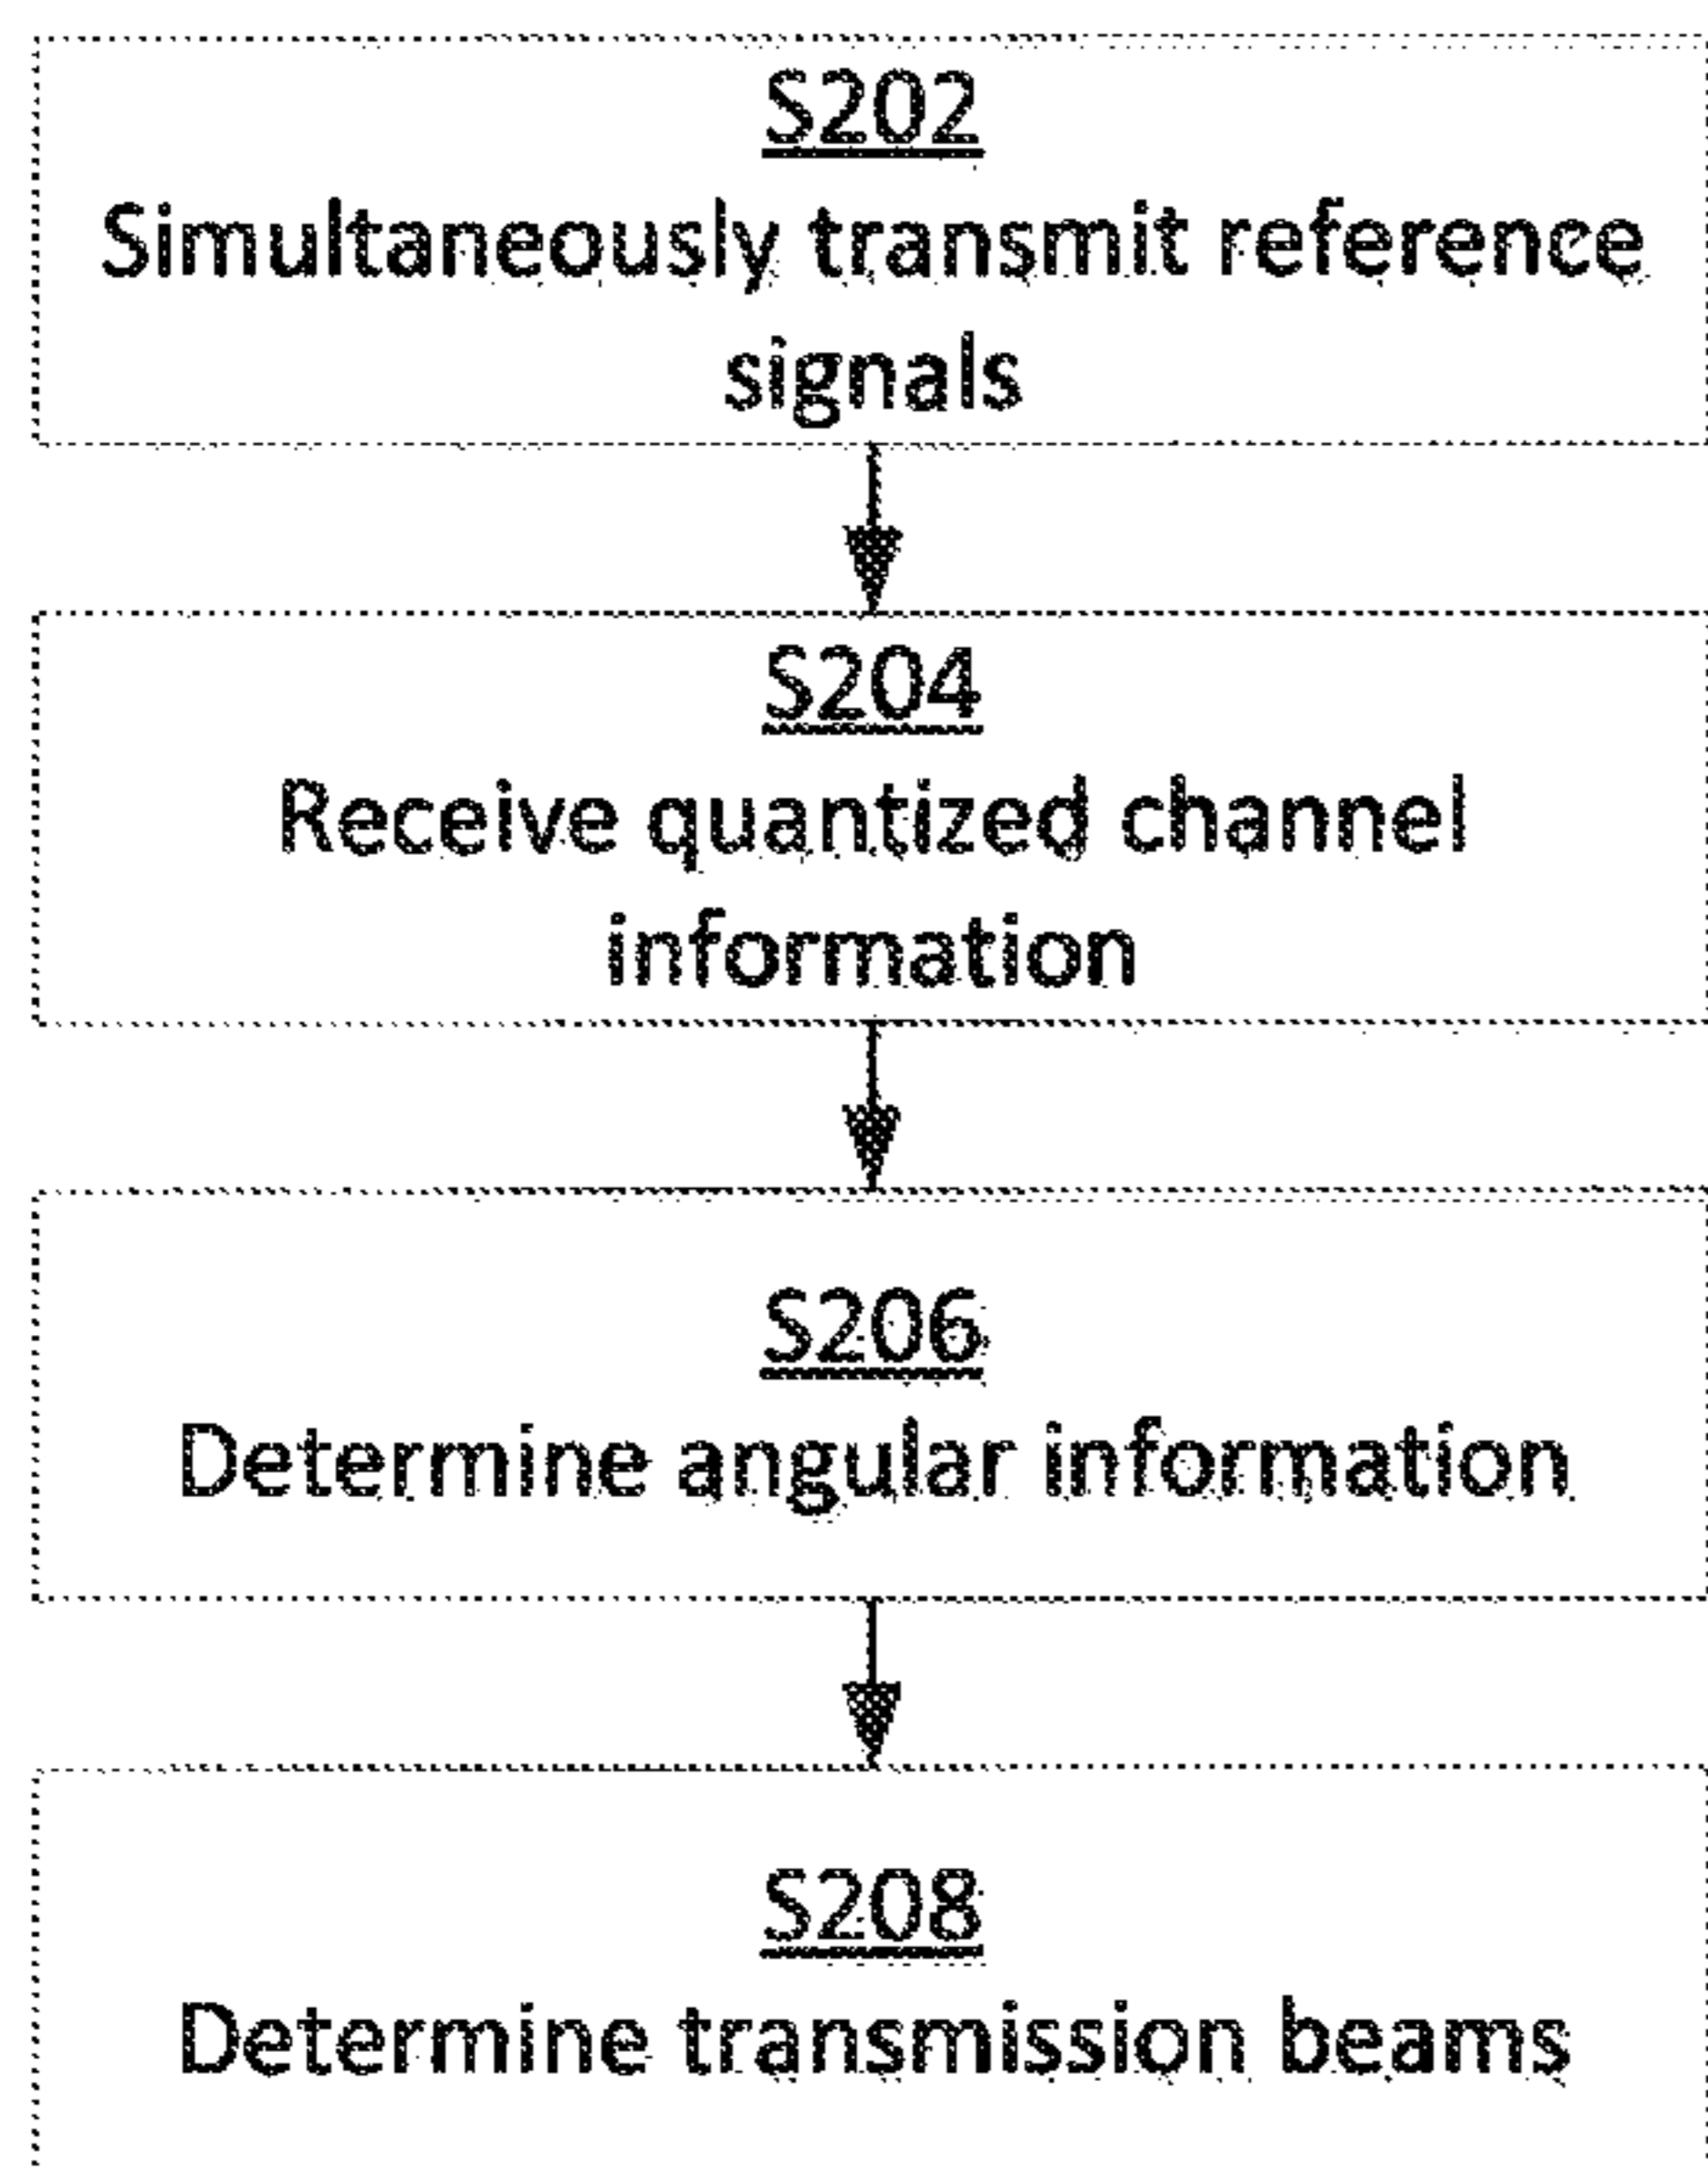 S202
Simultaneously transmit reference
signals
S204
Receive quantized channel
information
S206
Determine angular information
S208
Determine transmission beams